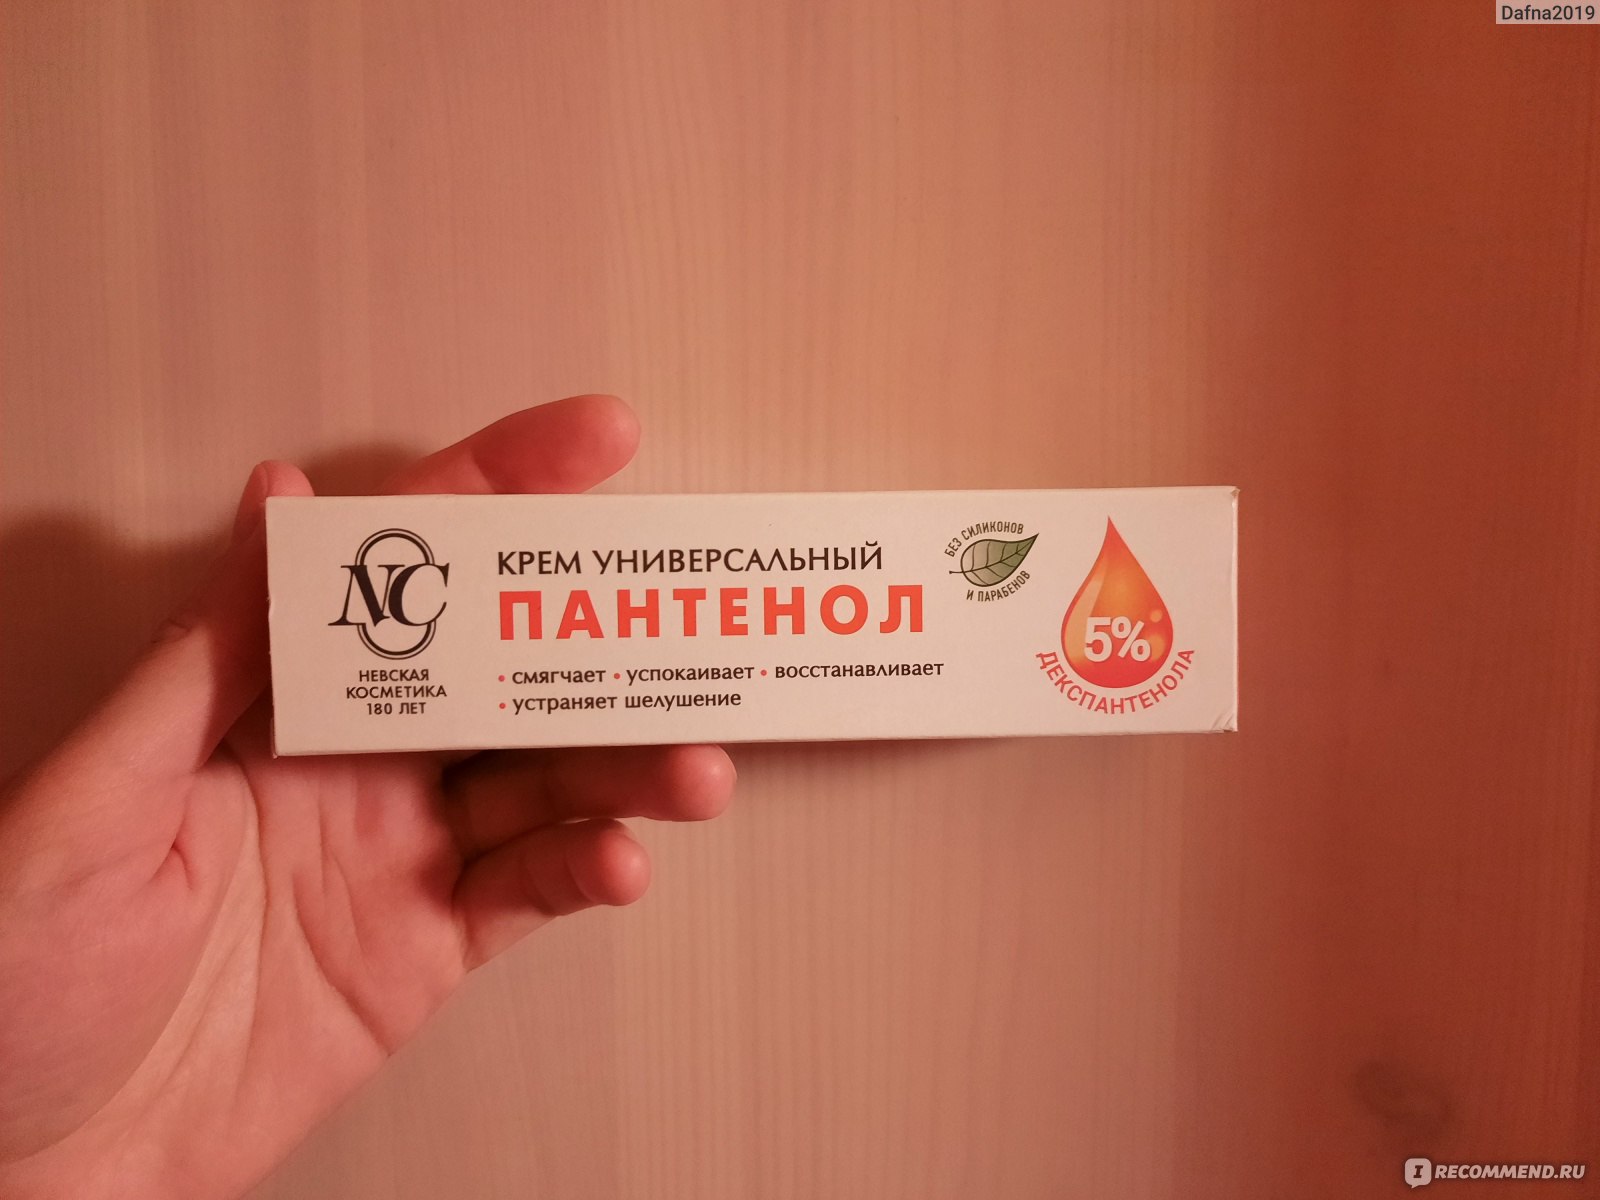 Dafna2019
NC
НЕВСКАЯ
КОСМЕТИКА
180 ЛЕТ
КРЕМ УНИВЕРСАЛЬНЫЙ
ПАНТЕНОЛ
• смягчает • успокаивает • восстанавливает
• устраняет шелушение
БЕЗ СИЛИКОНОВ
И ПАРАБЕНОВ
5%
ДЕКСПАНТЕНОЛА
IRECOMMEND.RU